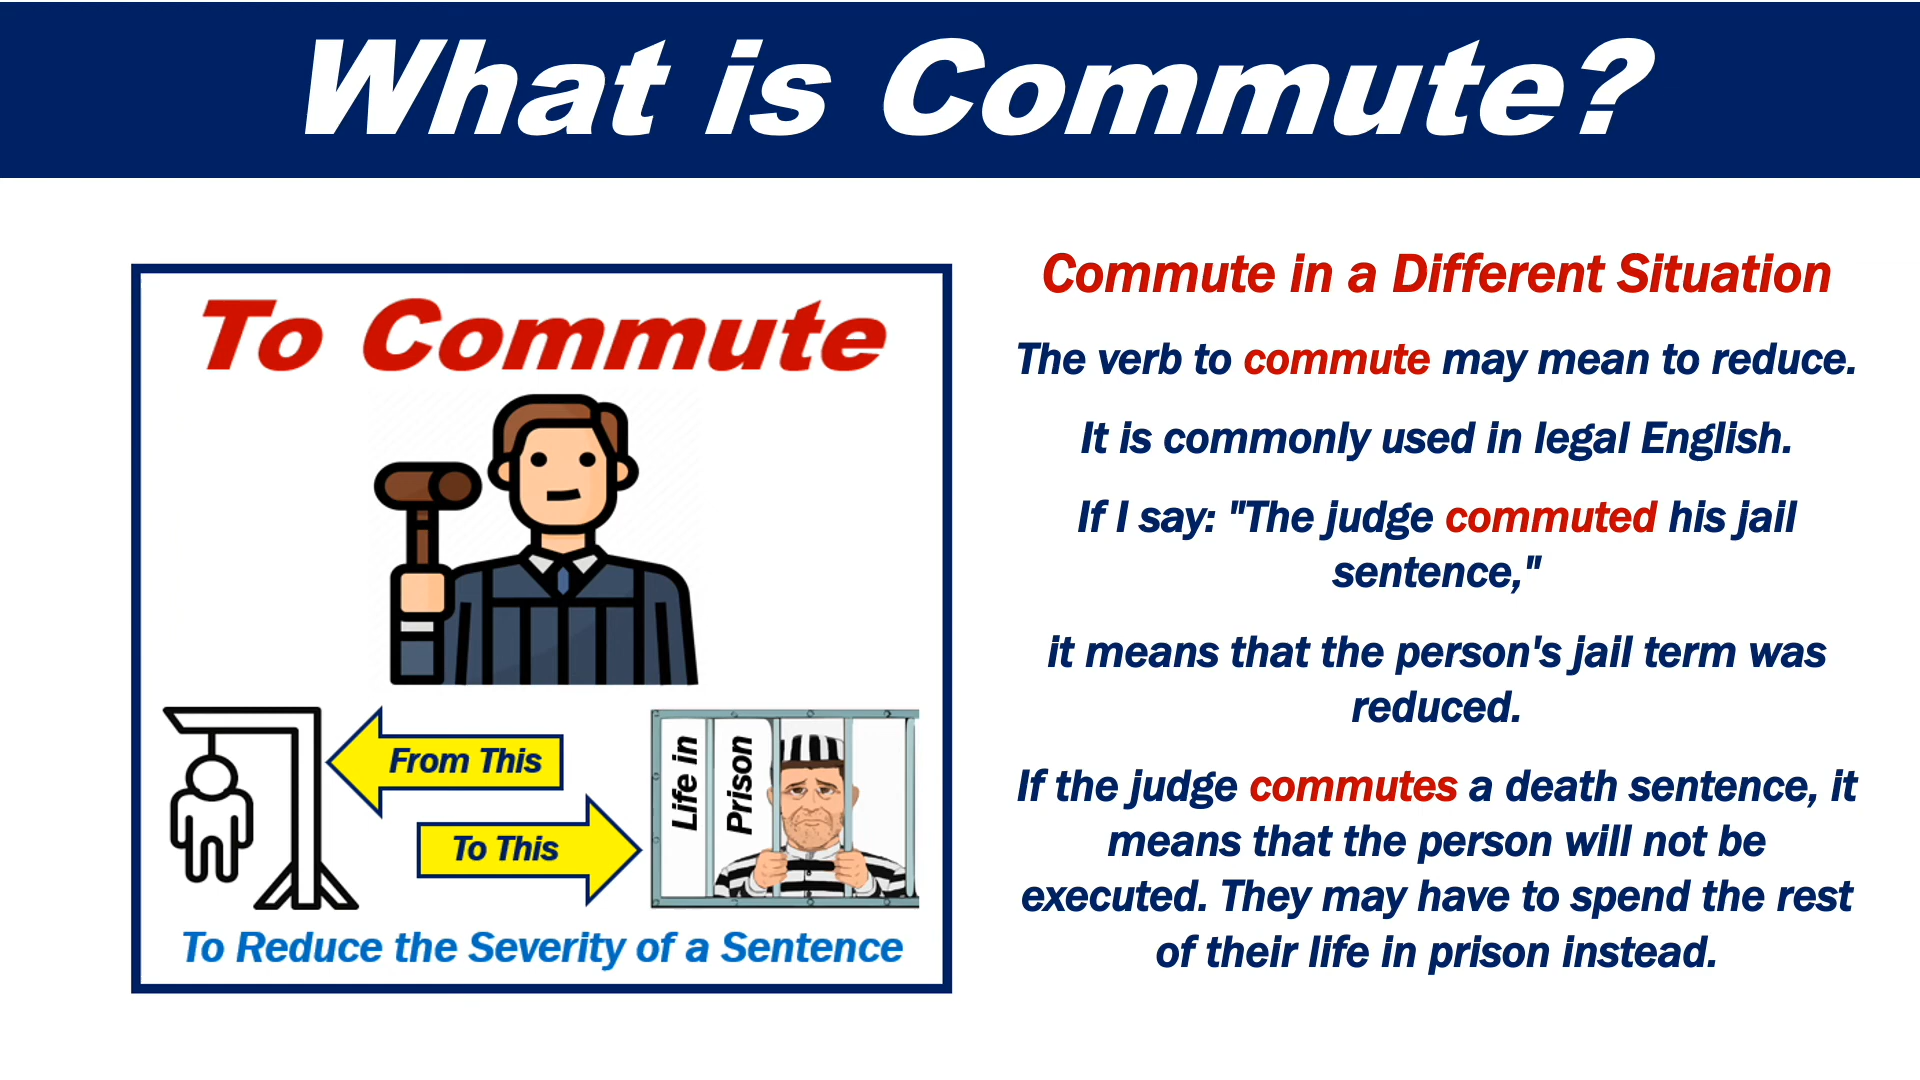 What is Commute?
To Commute
From This
To This
Life in
Prison
To Reduce the Severity of a Sentence
Commute in a Different Situation
The verb to commute may mean to reduce.
It is commonly used in legal English.
If I say: "The judge commuted his jail
sentence,"
it means that the person's jail term was
reduced.
If the judge commutes a death sentence, it
means that the person will not be
executed. They may have to spend the rest
of their life in prison instead.